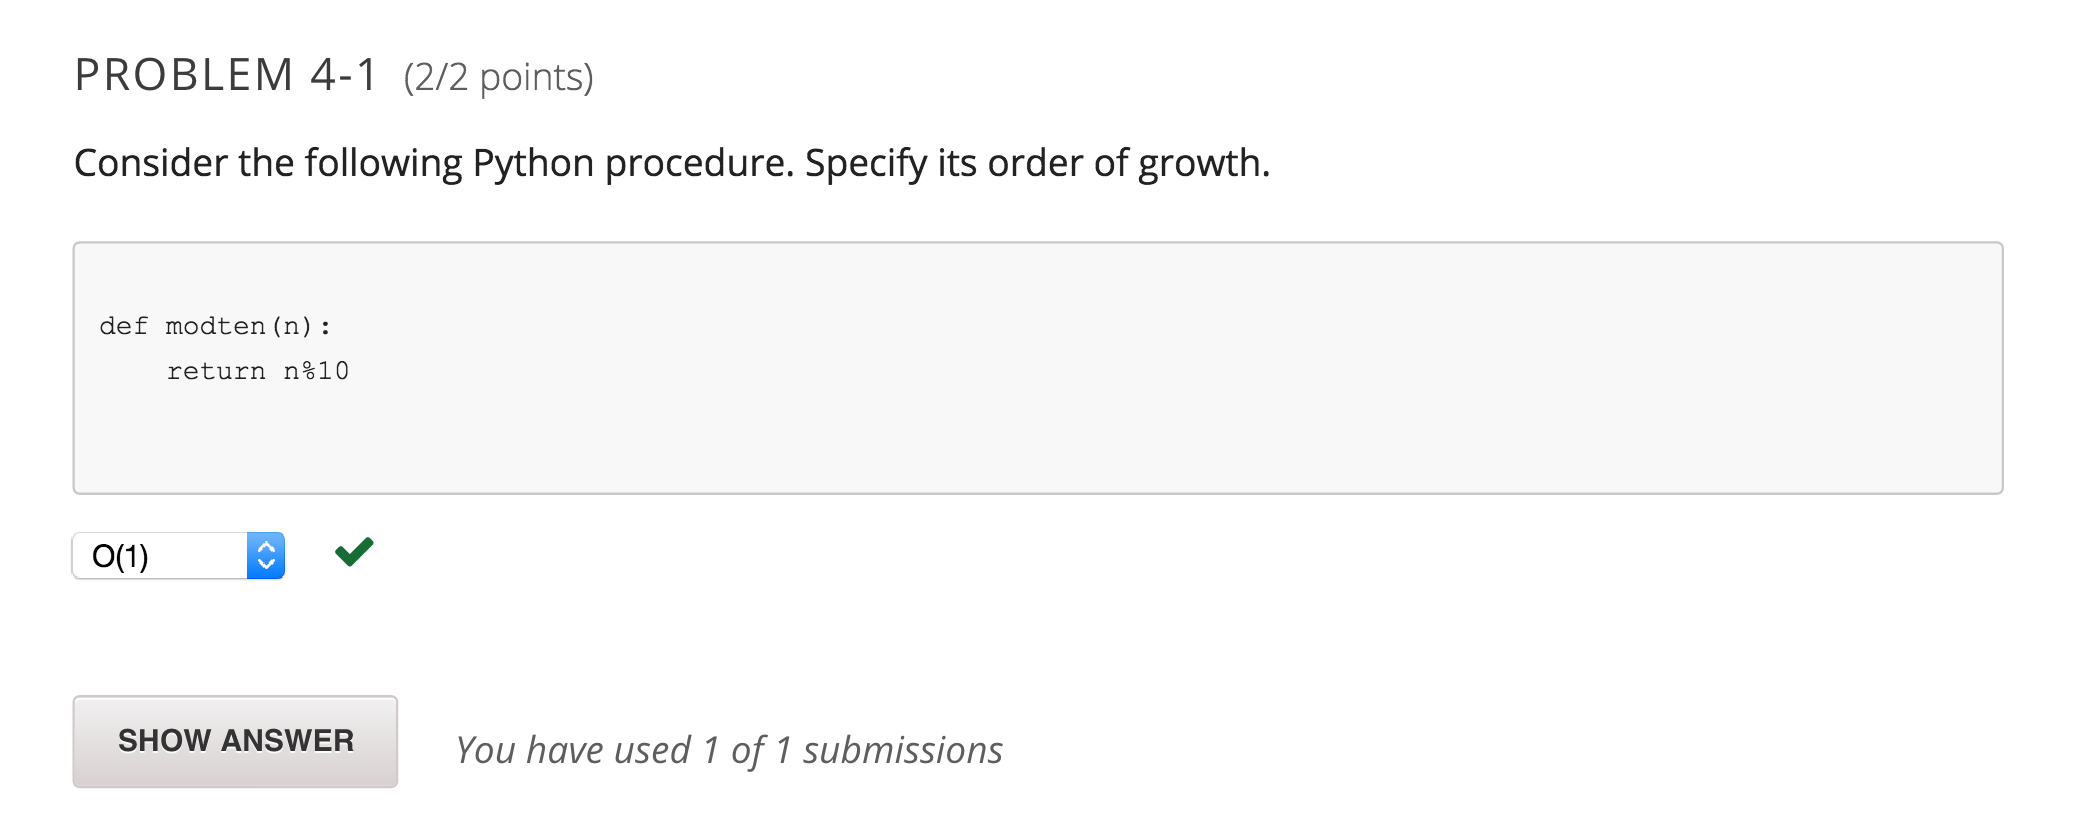 PROBLEM 4-1 (2/2 points)
Consider the following Python procedure. Specify its order of growth.
def modten(n):
    return n%10
O(1)
SHOW ANSWER You have used 1 of 1 submissions